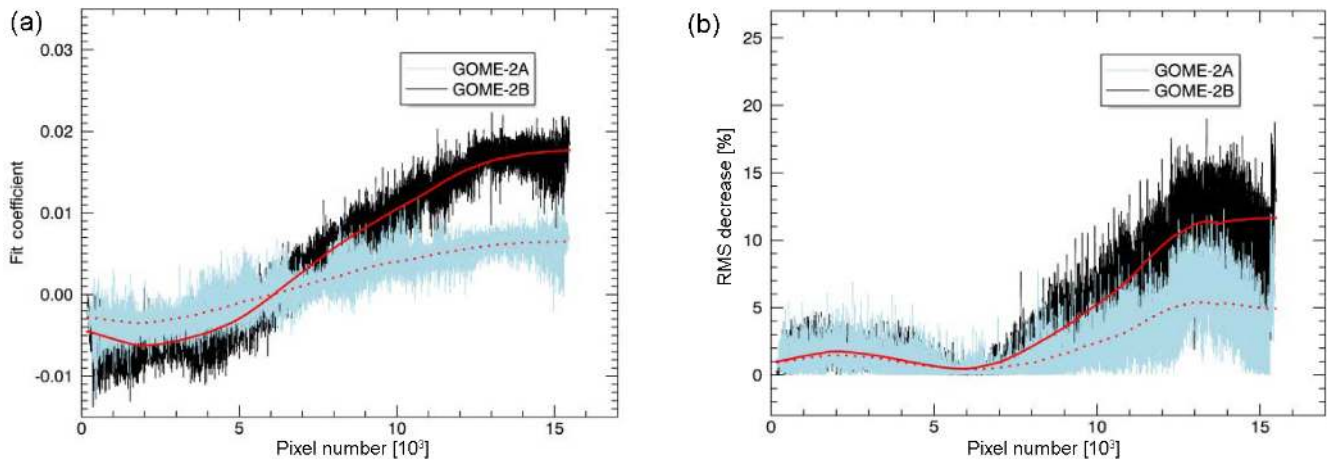 (a)
0.03
0.02
0.01
0.00
-0.01
Fit coefficient
GOME-2A
GOME-2B
0 5 10 15
Pixel number [10³]
(b)
25
20
15
10
5
0
RMS decrease [%]
GOME-2A
GOME-2B
0 5 10 15
Pixel number [10³]